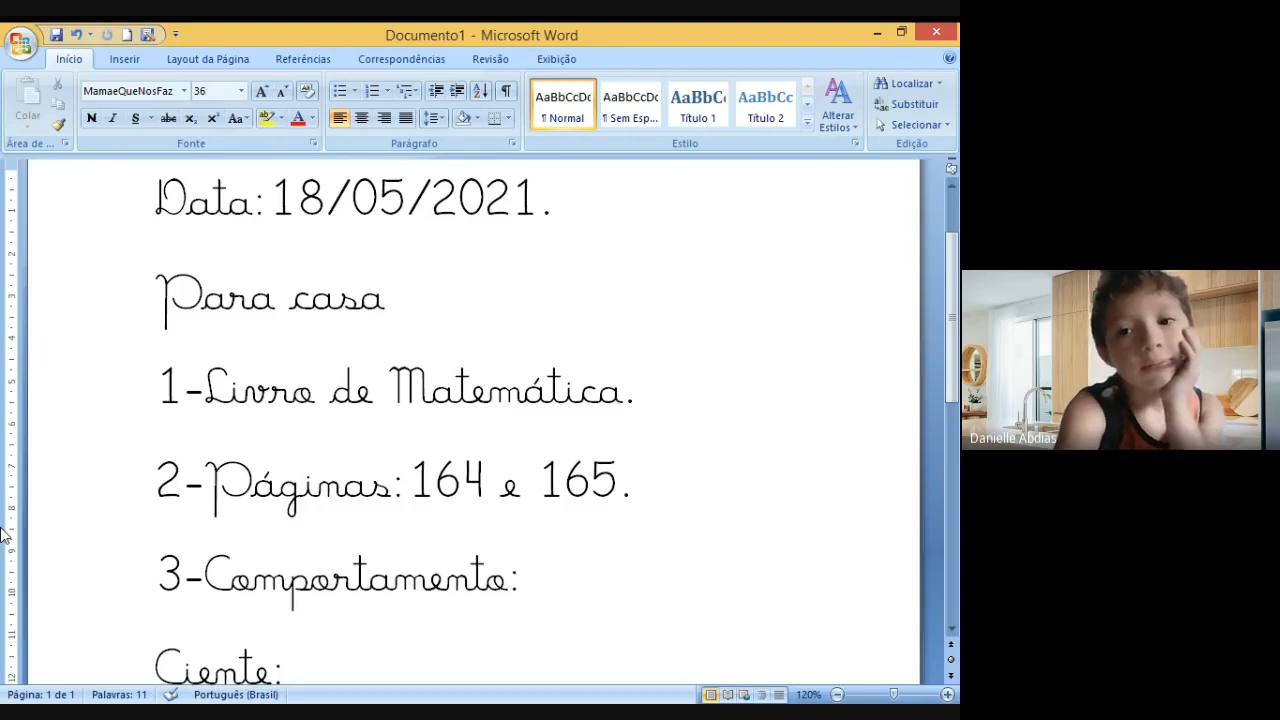 Documento1 - Microsoft Word
Início Inserir Layout da Página Referências Correspondências Revisão Exibição
MamaeQueNosFaz 36
Localizar
Substituir
Selecionar
Colar
AaBbCcDc AaBbCcDc AaBbC AaBbCc
¶ Normal ¶ Sem Esp... Título 1 Título 2
Alterar Estilos
Área de... Fonte Parágrafo Estilo Edição
Data: 18/05/2021.
Para casa
1-Livro de Matemática.
2-Páginas: 164 e 165.
3-Comportamento:
Ciente:
Danielle Abdias
Página: 1 de 1 Palavras: 11 Português (Brasil) 120%